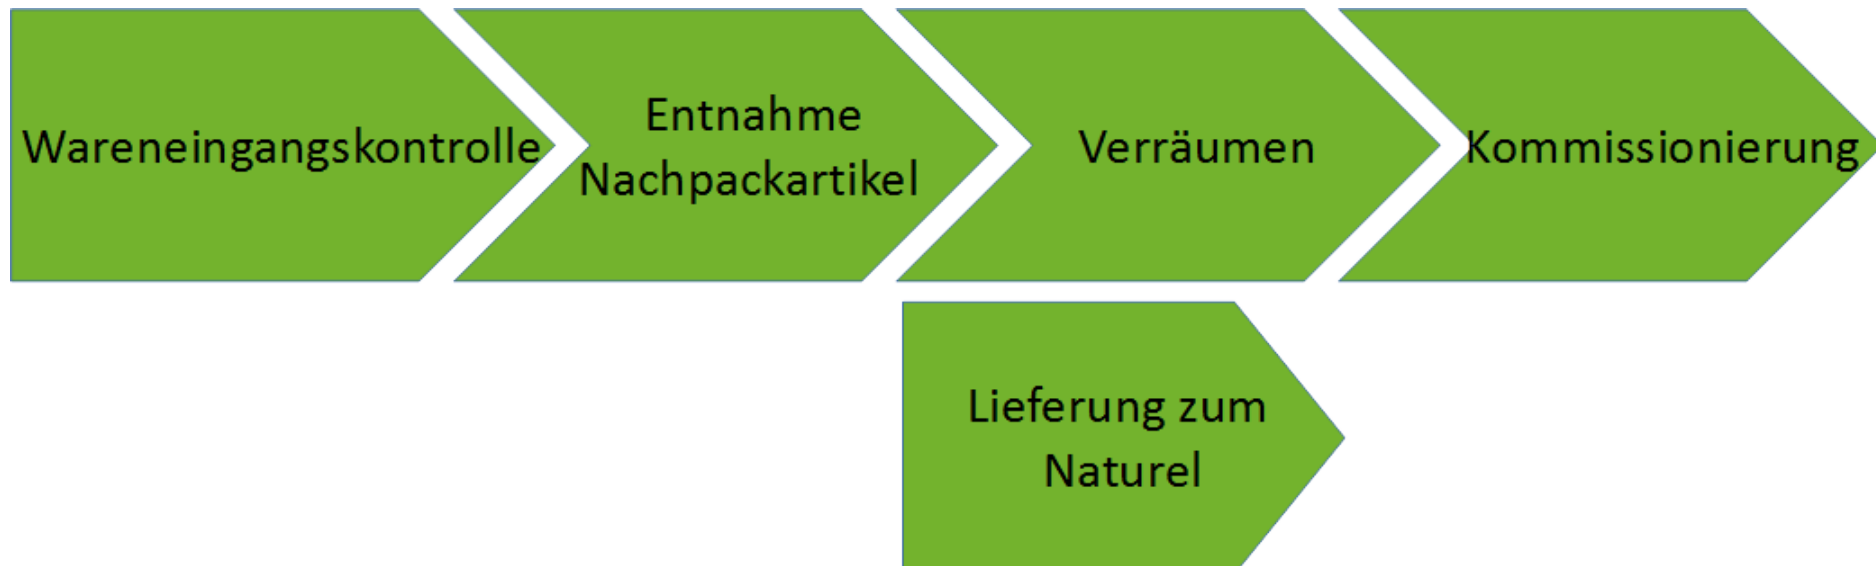 Wareneingangskontrolle
Entnahme
Nachpackartikel
Verräumen
Kommissionierung
Lieferung zum
Naturel